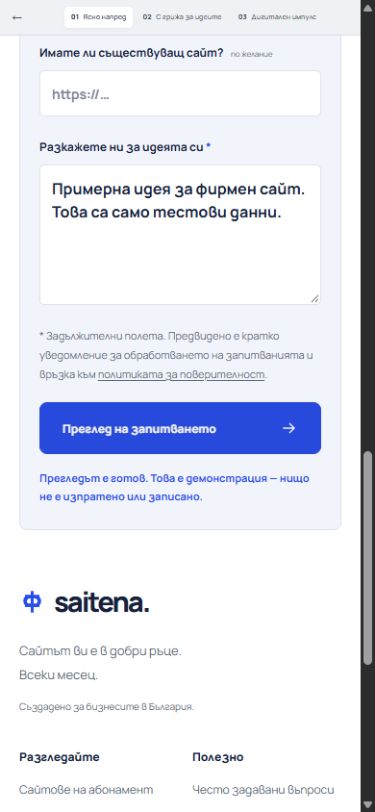 ← 01 Ясно напред 02 С грижа за идеите 03 Дигитален импулс
Имате ли съществуващ сайт? по желание
https://…
Разкажете ни за идеята си *
Примерна идея за фирмен сайт.
Това са само тестови данни.
* Задължителни полета. Предвидено е кратко
уведомление за обработването на запитванията и
връзка към политиката за поверителност.
Преглед на запитването →
Прегледът е готов. Това е демонстрация — нищо
не е изпратено или записано.
saitena.
Сайтът ви е в добри ръце.
Всеки месец.
Създадено за бизнесите в България.
Разгледайте Полезно
Сайтове на абонамент Често задавани въпроси